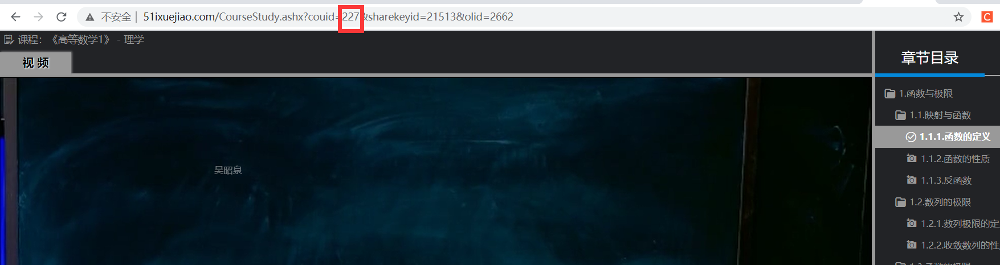 不安全 | 51ixuejiao.com/CourseStudy.ashx?couid=227&sharekeyid=21513&olid=2662
C
课程：《高等数学1》 - 理学
视 频
吴昭泉
章节目录
1.函数与极限
1.1.映射与函数
1.1.1.函数的定义
1.1.2.函数的性质
1.1.3.反函数
1.2.数列的极限
1.2.1.数列极限的定
1.2.2.收敛数列的性